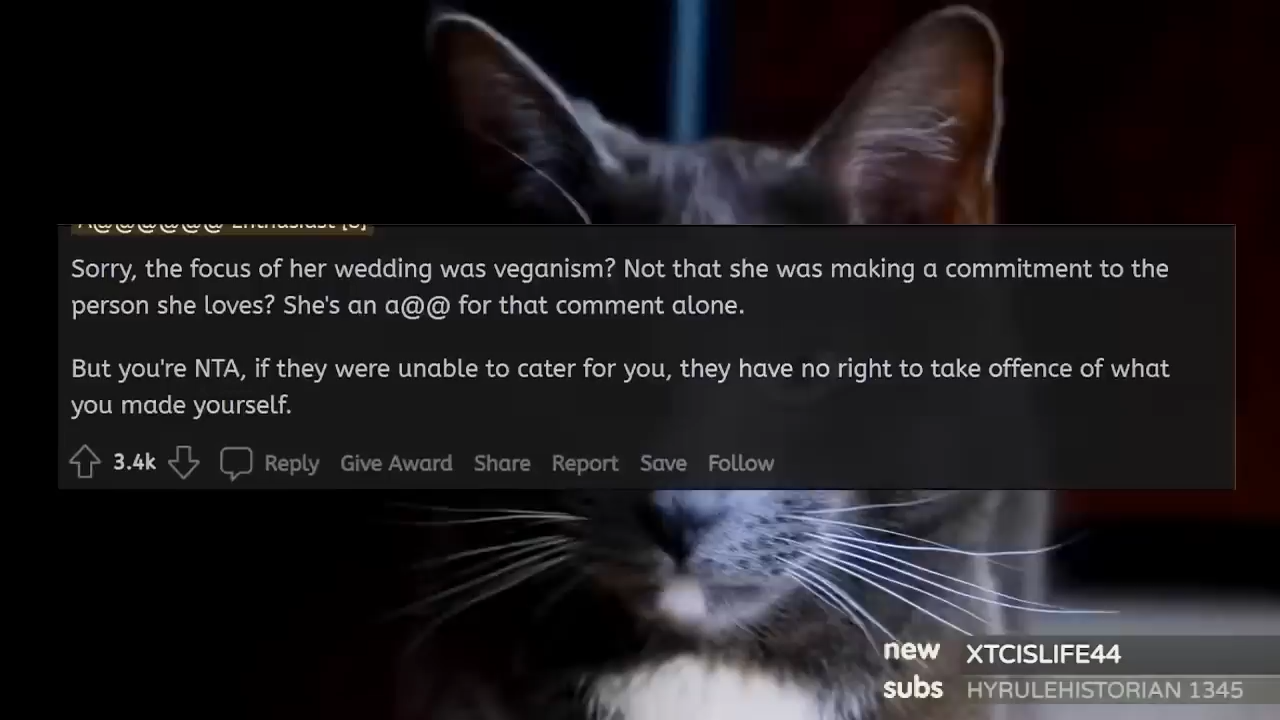 A@@@@@@ Enthusiast [6]
Sorry, the focus of her wedding was veganism? Not that she was making a commitment to the
person she loves? She's an a@@ for that comment alone.
But you're NTA, if they were unable to cater for you, they have no right to take offence of what
you made yourself.
3.4k Reply Give Award Share Report Save Follow
new XTCISLIFE44
subs HYRULEHISTORIAN 1345